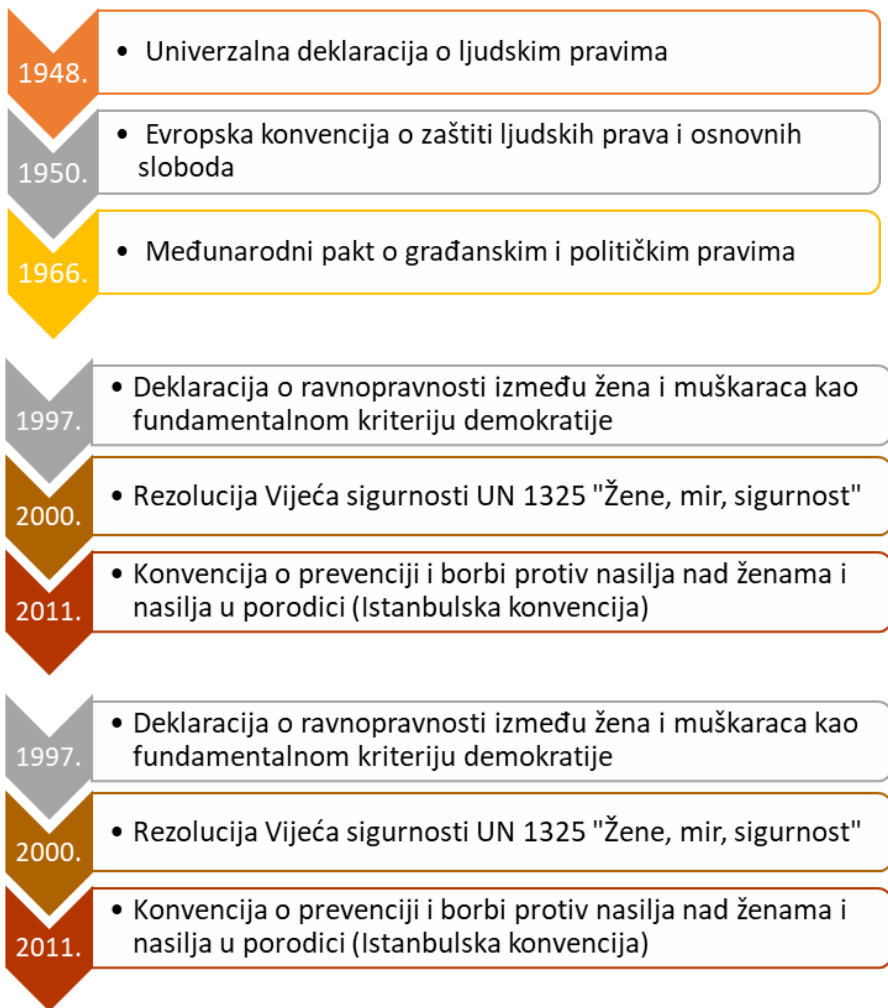 1948.
• Univerzalna deklaracija o ljudskim pravima
1950.
• Evropska konvencija o zaštiti ljudskih prava i osnovnih
sloboda
1966.
• Međunarodni pakt o građanskim i političkim pravima
1997.
• Deklaracija o ravnopravnosti između žena i muškaraca kao
fundamentalnom kriteriju demokratije
2000.
• Rezolucija Vijeća sigurnosti UN 1325 "Žene, mir, sigurnost"
2011.
• Konvencija o prevenciji i borbi protiv nasilja nad ženama i
nasilja u porodici (Istanbulska konvencija)
1997.
• Deklaracija o ravnopravnosti između žena i muškaraca kao
fundamentalnom kriteriju demokratije
2000.
• Rezolucija Vijeća sigurnosti UN 1325 "Žene, mir, sigurnost"
2011.
• Konvencija o prevenciji i borbi protiv nasilja nad ženama i
nasilja u porodici (Istanbulska konvencija)